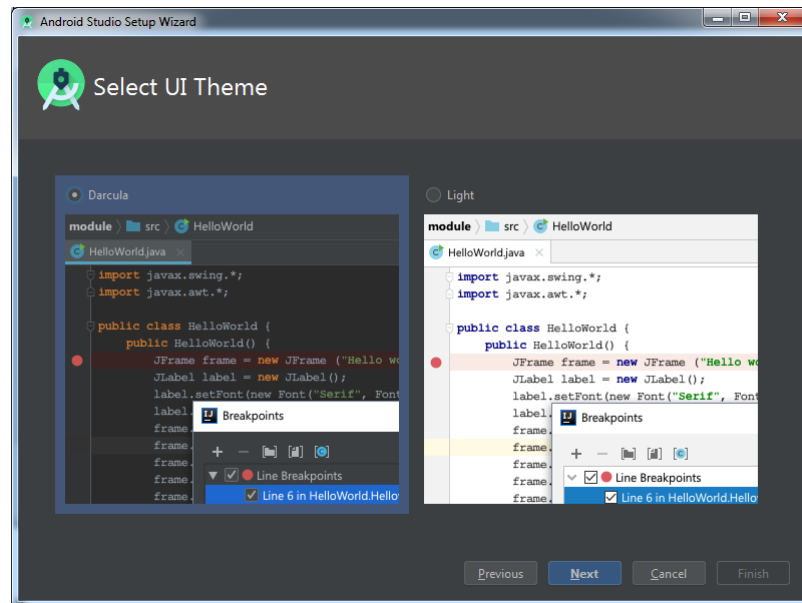 Android Studio Setup Wizard
Select UI Theme
Darcula
module src HelloWorld
HelloWorld.java
import javax.swing.*;
import javax.awt.*;
public class HelloWorld {
public HelloWorld() {
JFrame frame = new JFrame ("Hello wo
JLabel label = new JLabel();
label.setFont(new Font("Serif", Font
label.
frame.
frame.
frame.
frame.
frame.
Breakpoints
Line Breakpoints
Line 6 in HelloWorld.Hello
Light
module src HelloWorld
HelloWorld.java
import javax.swing.*;
import javax.awt.*;
public class HelloWorld {
public HelloWorld() {
JFrame frame = new JFrame ("Hello wo
JLabel label = new JLabel();
label.setFont(new Font("Serif", Font
label.
frame.
frame.
frame.
frame.
frame.
Breakpoints
Line Breakpoints
Line 6 in HelloWorld.Hello
Previous Next Cancel Finish